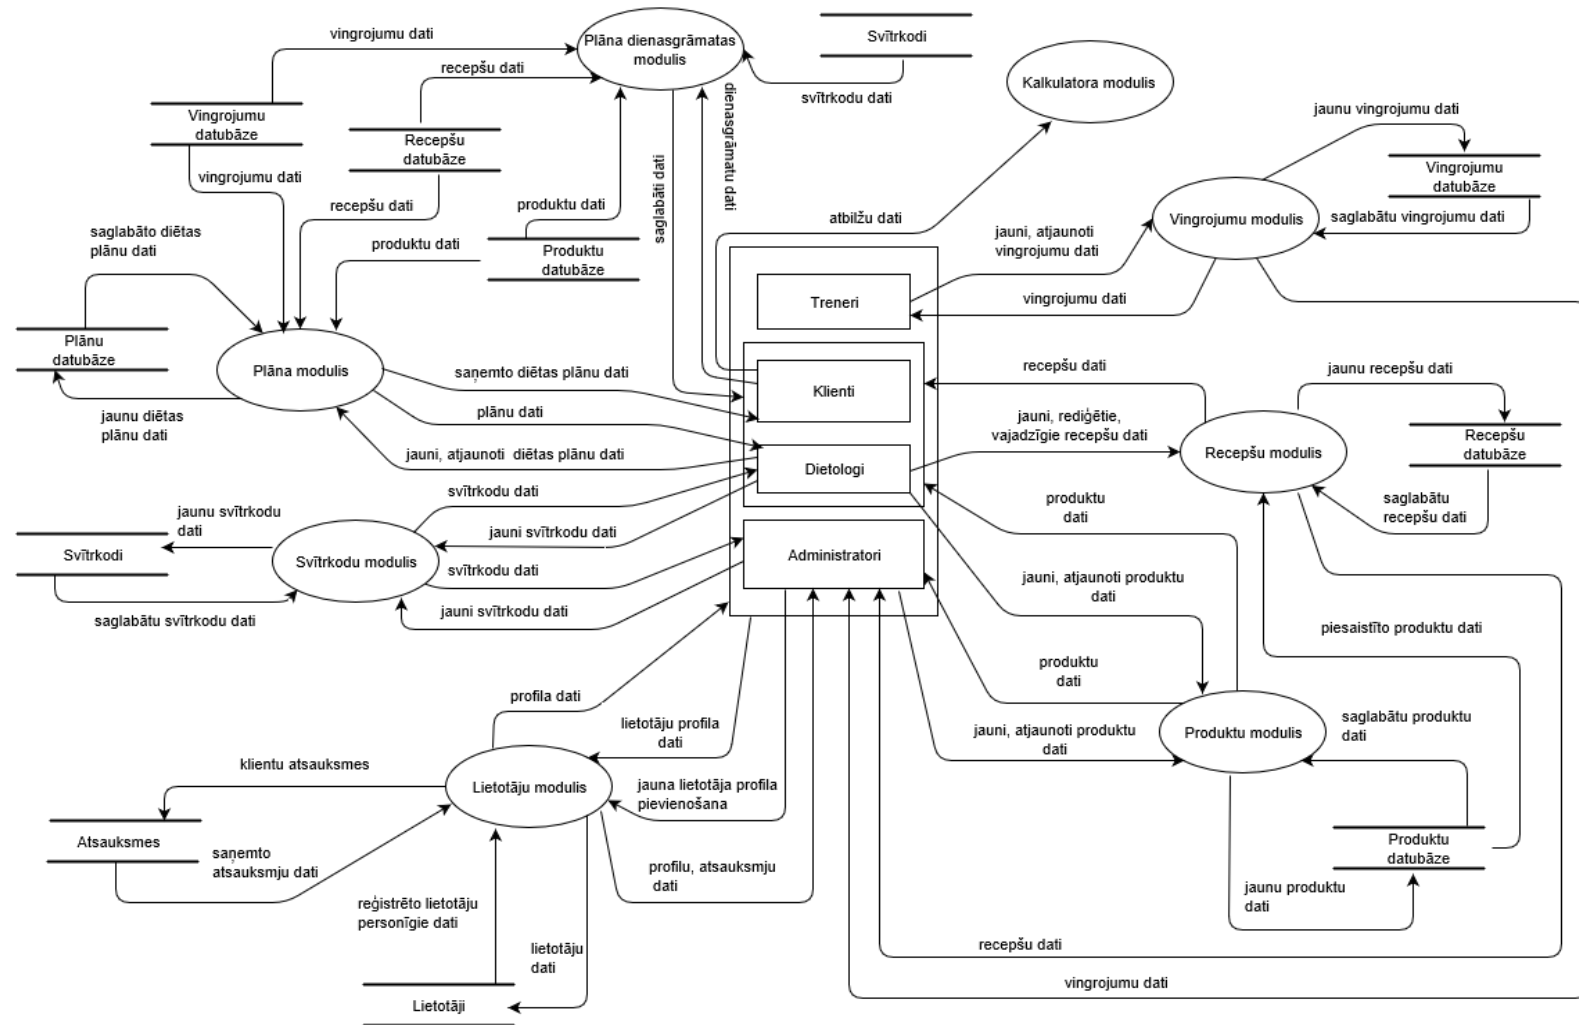 vingrojumu dati
Plāna dienasgrāmatas
modulis
Svītrkodi
recepšu dati
svītrkodu dati
Kalkulatora modulis
dienasgrāmatu dati
saglabāti dati
Vingrojumu
datubāze
Recepšu
datubāze
vingrojumu dati
recepšu dati
produktu dati
produktu dati
Produktu
datubāze
saglabāto diētas
plānu dati
Plānu
datubāze
jaunu diētas
plānu dati
Plāna modulis
atbilžu dati
jaunu vingrojumu dati
Vingrojumu
datubāze
Vingrojumu modulis
saglabātu vingrojumu dati
jauni, atjaunoti
vingrojumu dati
vingrojumu dati
Treneri
Klienti
Dietologi
Administratori
saņemto diētas plānu dati
plānu dati
jauni, atjaunoti  diētas plānu dati
recepšu dati
jauni, rediģētie,
vajadzīgie recepšu dati
jaunu recepšu dati
Recepšu modulis
Recepšu
datubāze
saglabātu
recepšu dati
svītrkodu dati
jauni svītrkodu dati
svītrkodu dati
jauni svītrkodu dati
jaunu svītrkodu
dati
Svītrkodi
Svītrkodu modulis
saglabātu svītrkodu dati
produktu
dati
jauni, atjaunoti produktu
dati
produktu
dati
jauni, atjaunoti produktu
dati
piesaistīto produktu dati
Produktu modulis
saglabātu produktu
dati
Produktu
datubāze
jaunu produktu
dati
profila dati
lietotāju profila
dati
klientu atsauksmes
Lietotāju modulis
jauna lietotāja profila
pievienošana
Atsauksmes
saņemto
atsauksmju dati
profilu, atsauksmju
dati
reģistrēto lietotāju
personīgie dati
lietotāju
dati
Lietotāji
recepšu dati
vingrojumu dati